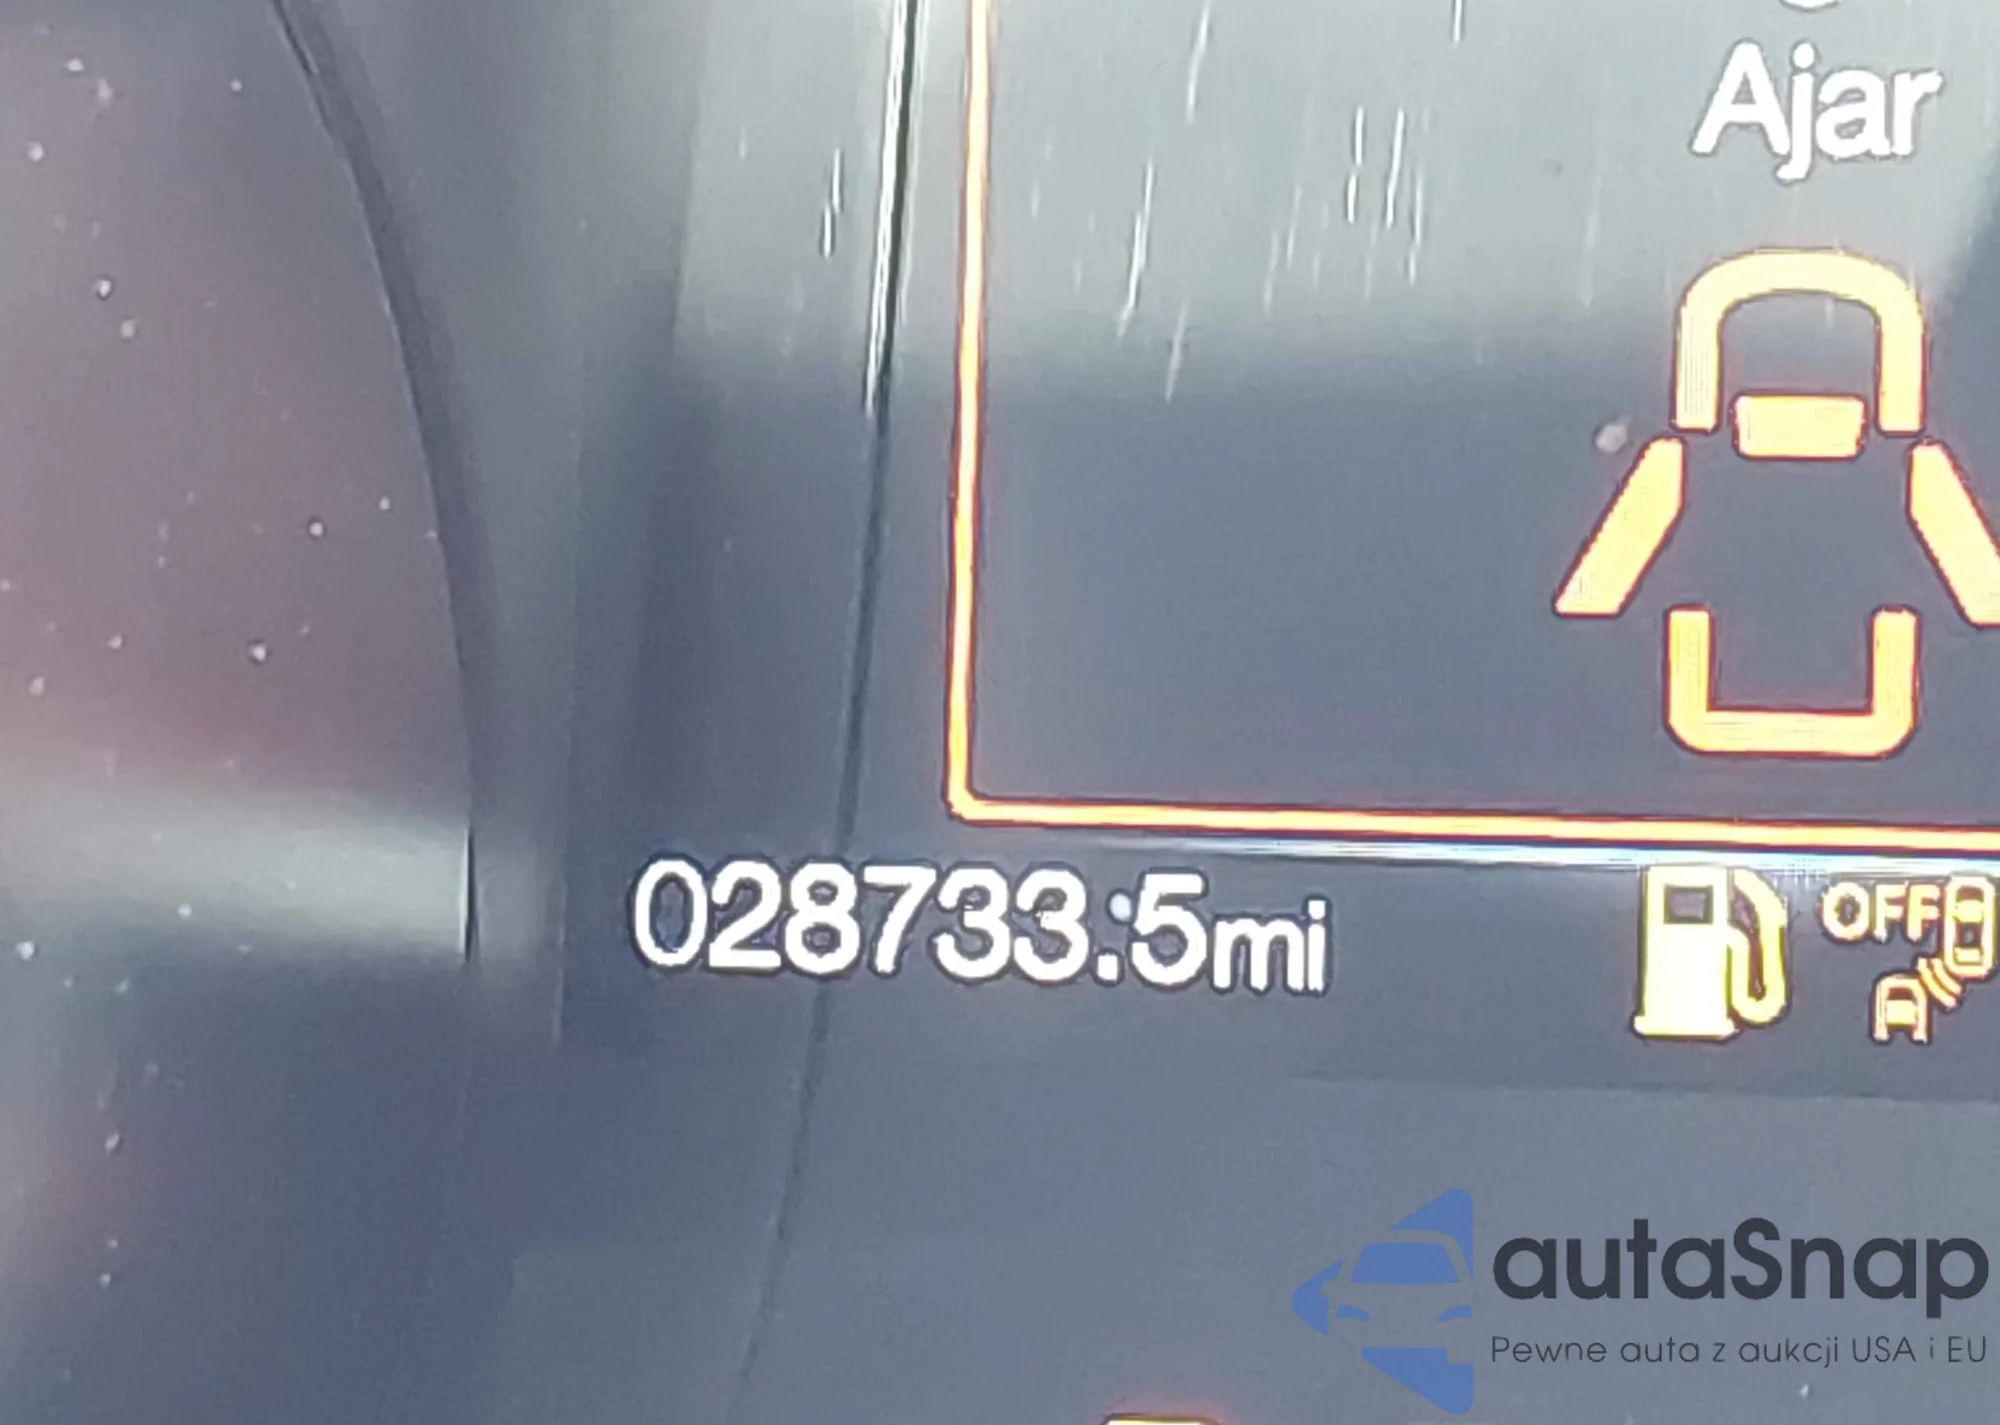 Ajar
028733.5mi
OFF
autaSnap
Pewne auta z aukcji USA i EU